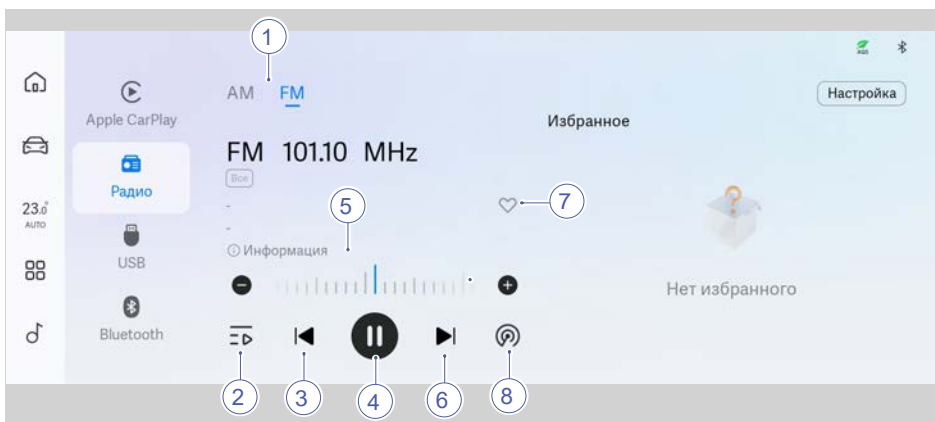 1
AQS
AM FM
Настройка
Apple CarPlay
Избранное
FM 101.10 MHz
Все
Радио
5
7
23.0°
AUTO
-
-
Информация
USB
Нет избранного
Bluetooth
2
3
4
6
8